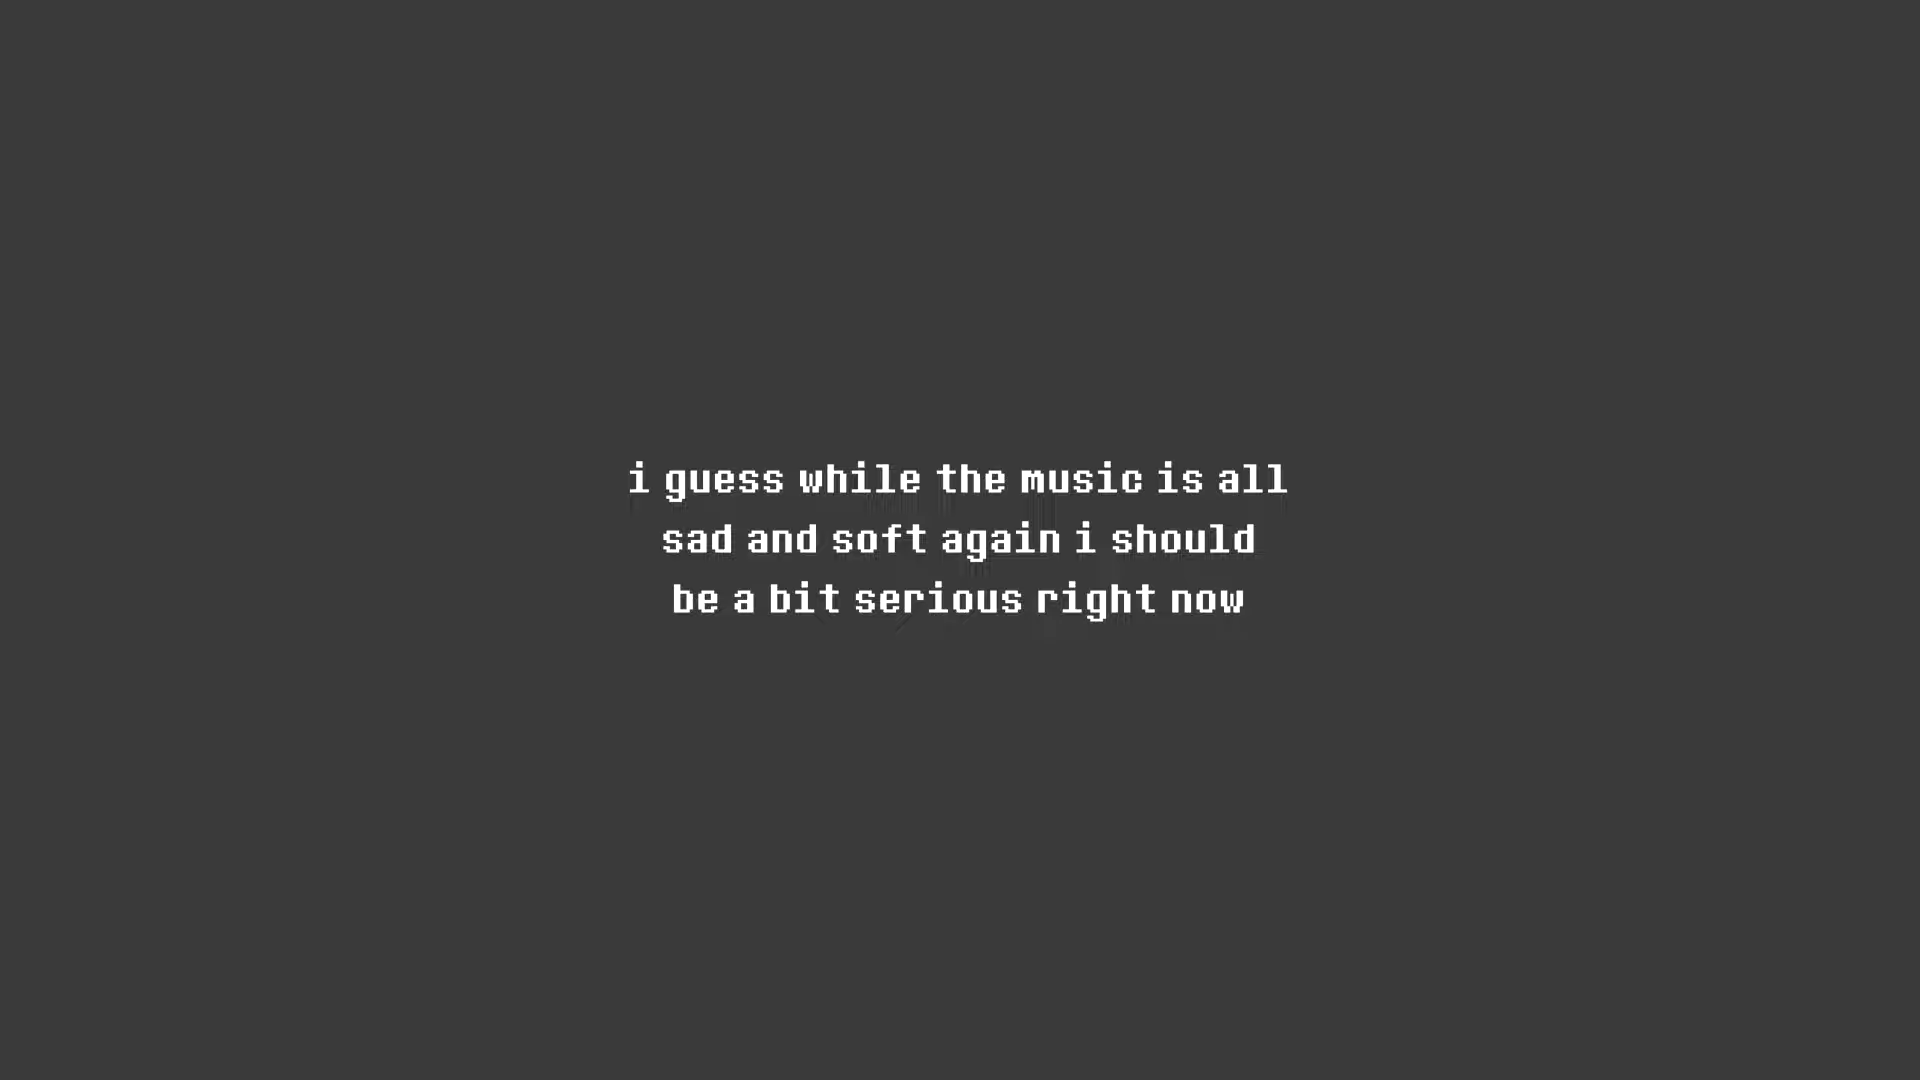 i guess while the music is all
sad and soft again i should
be a bit serious right now